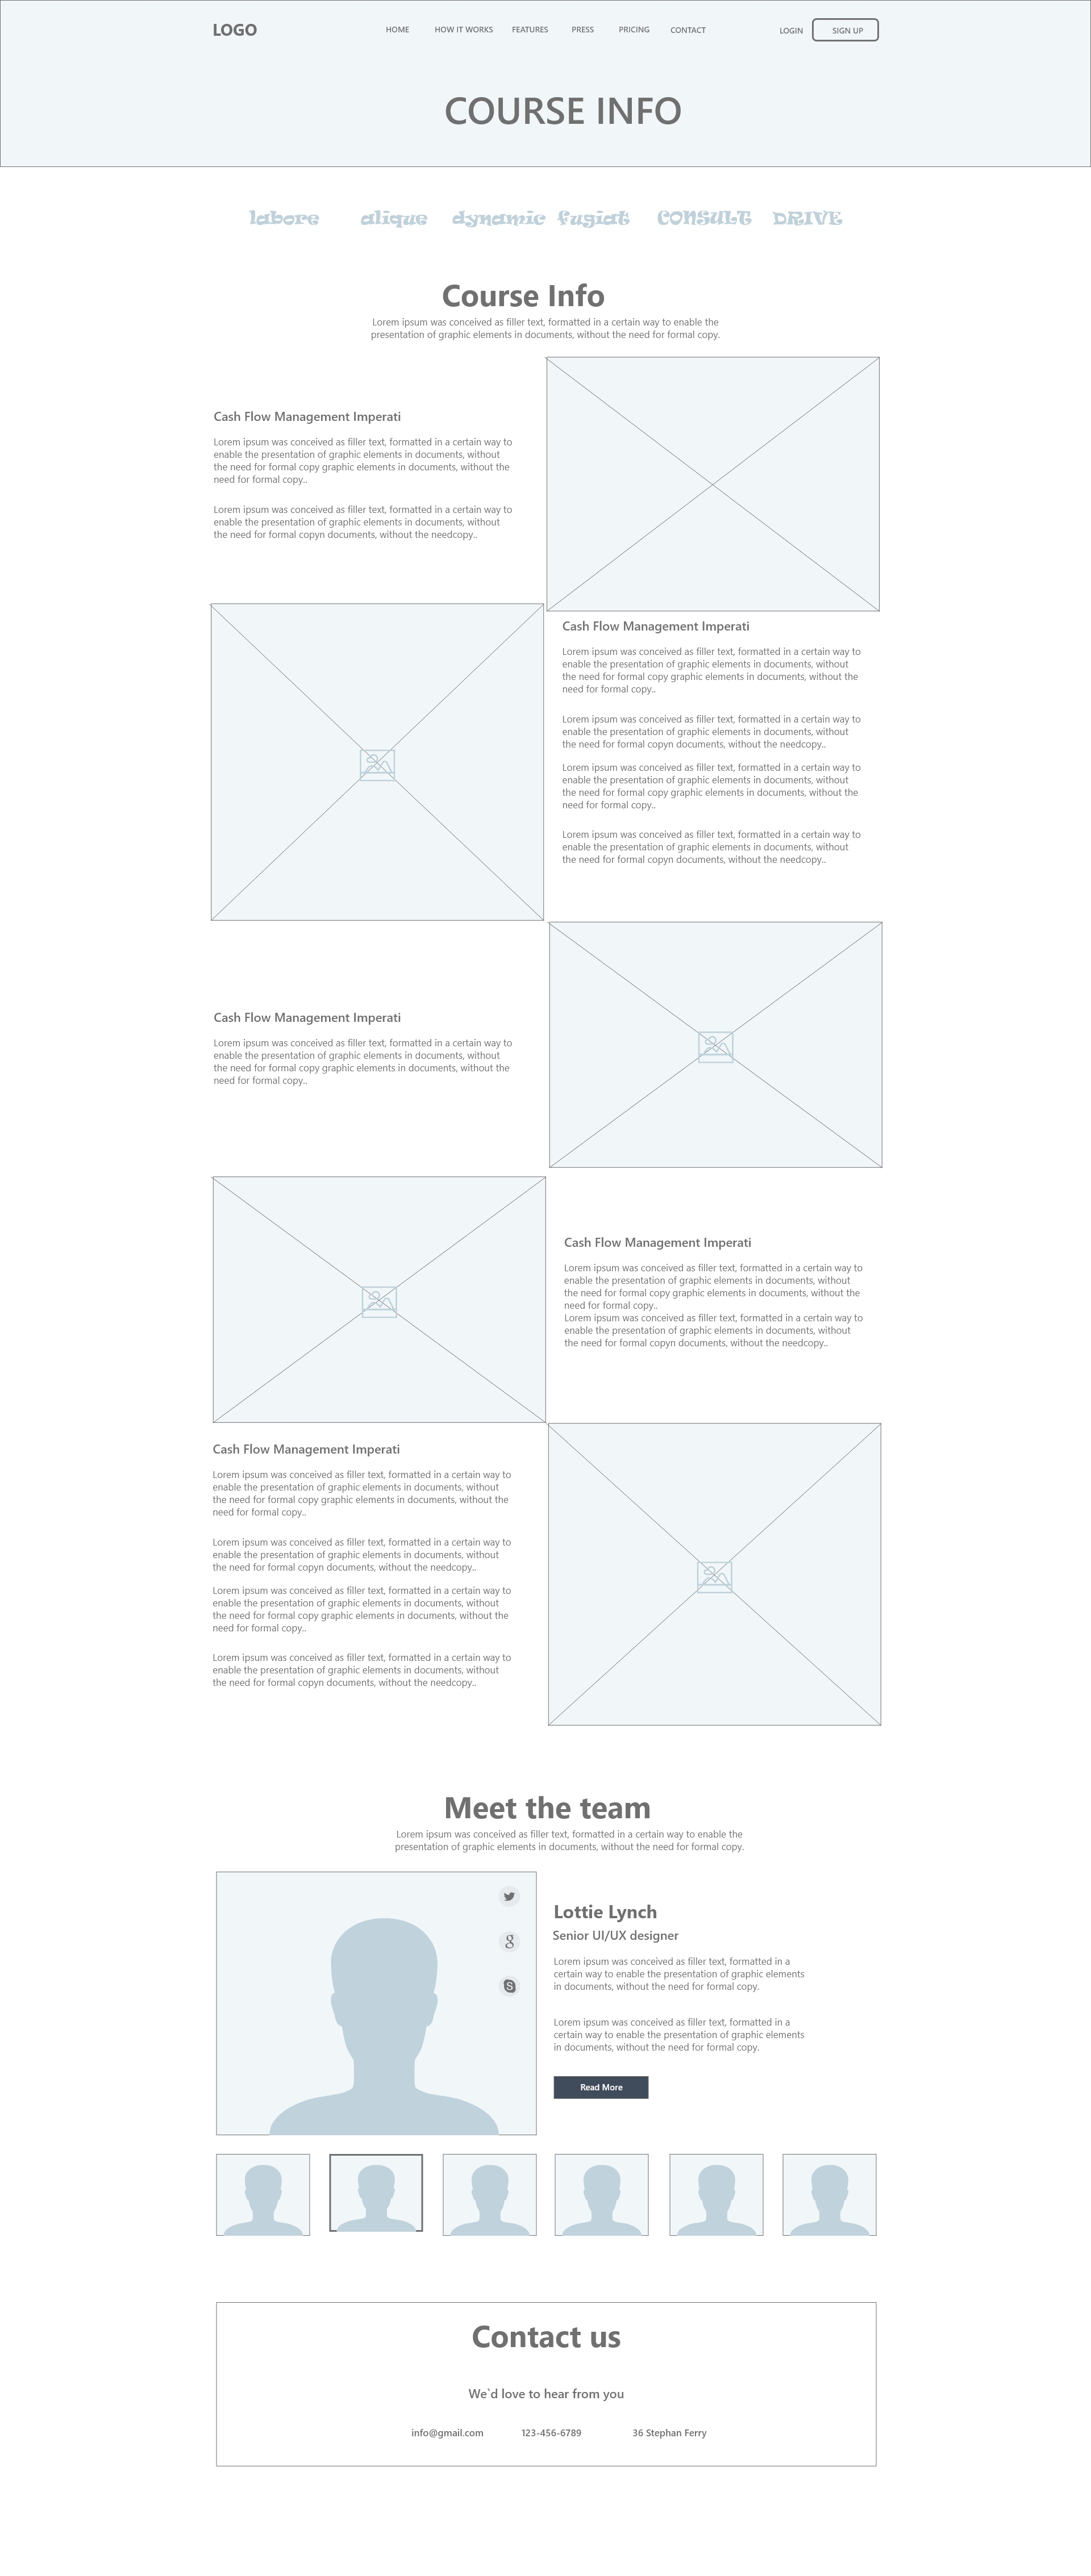 LOGO
HOME HOW IT WORKS FEATURES PRESS PRICING CONTACT LOGIN SIGN UP
COURSE INFO
labore alique dynamic fugiat CONSULT DRIVE
Course Info
Lorem ipsum was conceived as filler text, formatted in a certain way to enable the
presentation of graphic elements in documents, without the need for formal copy.
Cash Flow Management Imperati
Lorem ipsum was conceived as filler text, formatted in a certain way to
enable the presentation of graphic elements in documents, without
the need for formal copy graphic elements in documents, without the
need for formal copy..
Lorem ipsum was conceived as filler text, formatted in a certain way to
enable the presentation of graphic elements in documents, without
the need for formal copyn documents, without the needcopy..
Cash Flow Management Imperati
Lorem ipsum was conceived as filler text, formatted in a certain way to
enable the presentation of graphic elements in documents, without
the need for formal copy graphic elements in documents, without the
need for formal copy..
Lorem ipsum was conceived as filler text, formatted in a certain way to
enable the presentation of graphic elements in documents, without
the need for formal copyn documents, without the needcopy..
Lorem ipsum was conceived as filler text, formatted in a certain way to
enable the presentation of graphic elements in documents, without
the need for formal copy graphic elements in documents, without the
need for formal copy..
Lorem ipsum was conceived as filler text, formatted in a certain way to
enable the presentation of graphic elements in documents, without
the need for formal copyn documents, without the needcopy..
Cash Flow Management Imperati
Lorem ipsum was conceived as filler text, formatted in a certain way to
enable the presentation of graphic elements in documents, without
the need for formal copy graphic elements in documents, without the
need for formal copy..
Cash Flow Management Imperati
Lorem ipsum was conceived as filler text, formatted in a certain way to
enable the presentation of graphic elements in documents, without
the need for formal copy graphic elements in documents, without the
need for formal copy..
Lorem ipsum was conceived as filler text, formatted in a certain way to
enable the presentation of graphic elements in documents, without
the need for formal copyn documents, without the needcopy..
Cash Flow Management Imperati
Lorem ipsum was conceived as filler text, formatted in a certain way to
enable the presentation of graphic elements in documents, without
the need for formal copy graphic elements in documents, without the
need for formal copy..
Lorem ipsum was conceived as filler text, formatted in a certain way to
enable the presentation of graphic elements in documents, without
the need for formal copyn documents, without the needcopy..
Lorem ipsum was conceived as filler text, formatted in a certain way to
enable the presentation of graphic elements in documents, without
the need for formal copy graphic elements in documents, without the
need for formal copy..
Lorem ipsum was conceived as filler text, formatted in a certain way to
enable the presentation of graphic elements in documents, without
the need for formal copyn documents, without the needcopy..
Meet the team
Lorem ipsum was conceived as filler text, formatted in a certain way to enable the
presentation of graphic elements in documents, without the need for formal copy.
Lottie Lynch
Senior UI/UX designer
Lorem ipsum was conceived as filler text, formatted in a
certain way to enable the presentation of graphic elements
in documents, without the need for formal copy.
Lorem ipsum was conceived as filler text, formatted in a
certain way to enable the presentation of graphic elements
in documents, without the need for formal copy.
Read More
Contact us
We`d love to hear from you
info@gmail.com 123-456-6789 36 Stephan Ferry